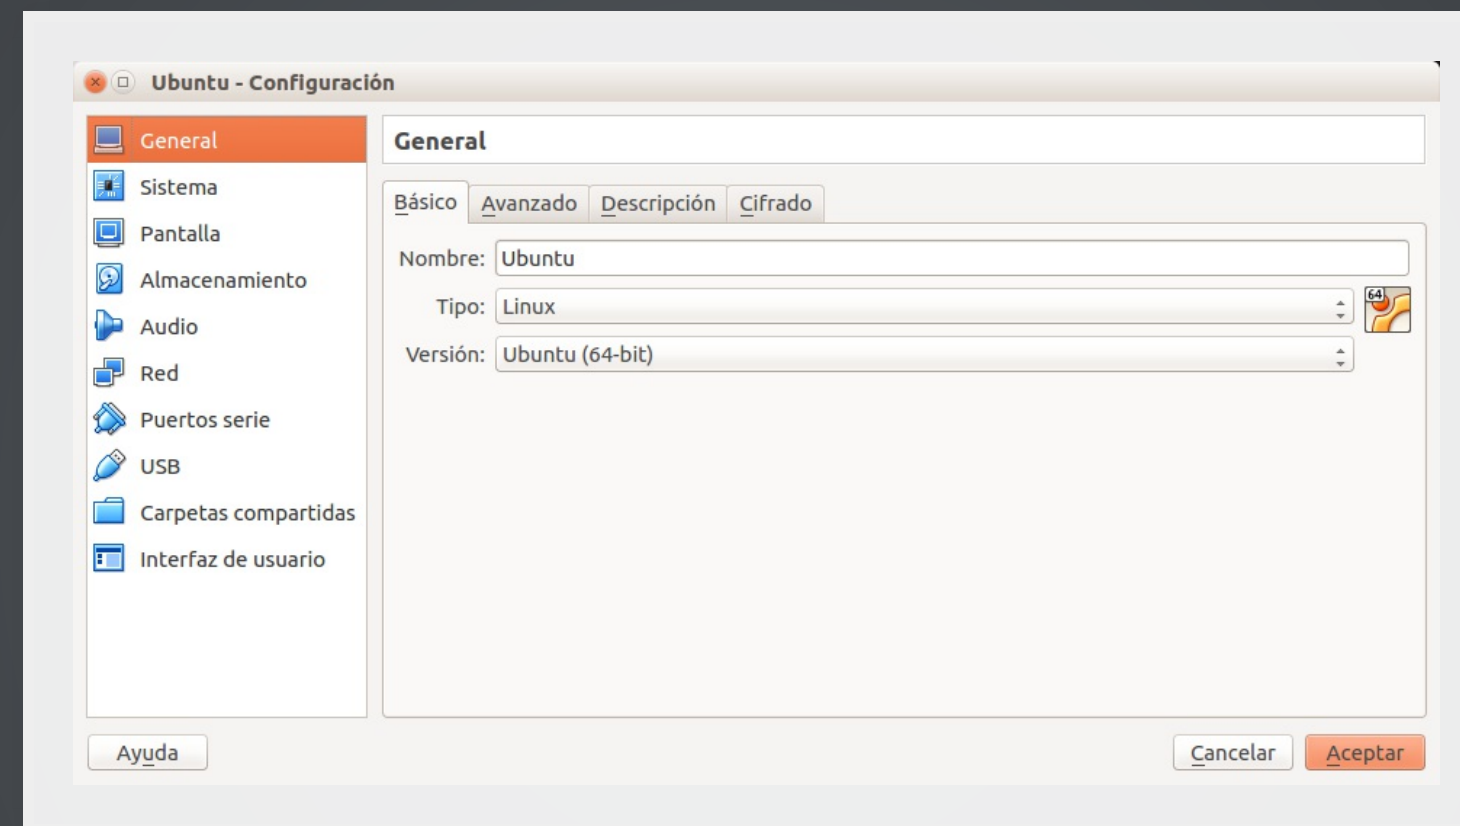 Ubuntu - Configuración
General
Sistema
Pantalla
Almacenamiento
Audio
Red
Puertos serie
USB
Carpetas compartidas
Interfaz de usuario
General
Básico Avanzado Descripción Cifrado
Nombre: Ubuntu
Tipo: Linux
64
Versión: Ubuntu (64-bit)
Ayuda Cancelar Aceptar